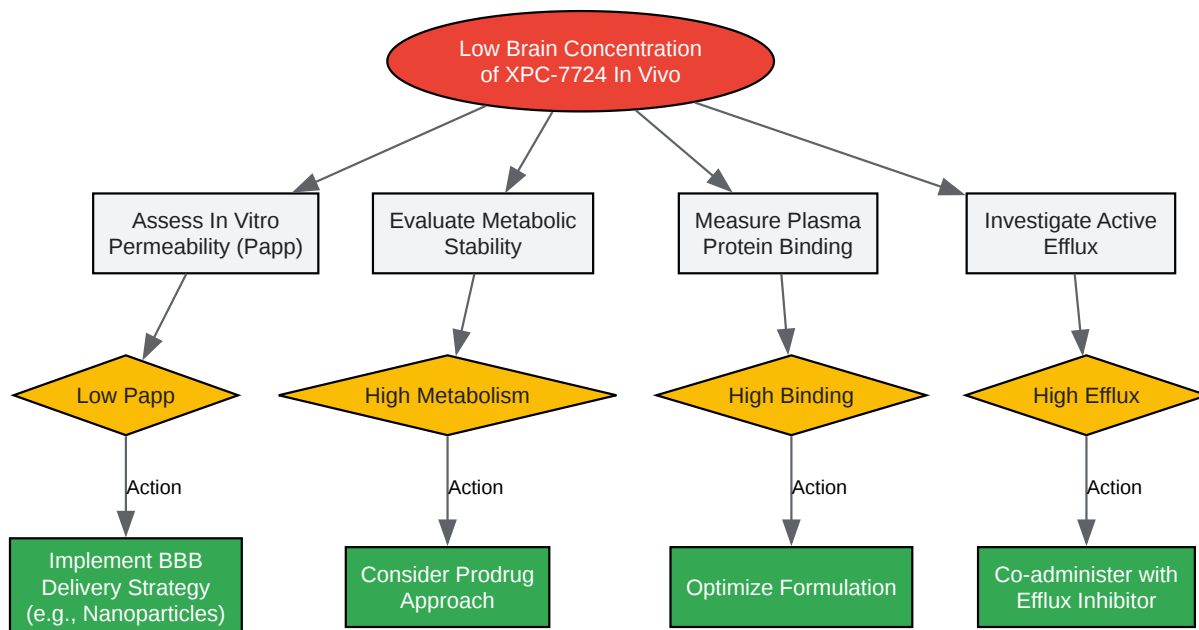 Low Brain Concentration
of XPC-7724 In Vivo
Assess In Vitro
Permeability (Papp)
Evaluate Metabolic
Stability
Measure Plasma
Protein Binding
Investigate Active
Efflux
Low Papp
High Metabolism
High Binding
High Efflux
Action
Action
Action
Action
Implement BBB
Delivery Strategy
(e.g., Nanoparticles)
Consider Prodrug
Approach
Optimize Formulation
Co-administer with
Efflux Inhibitor